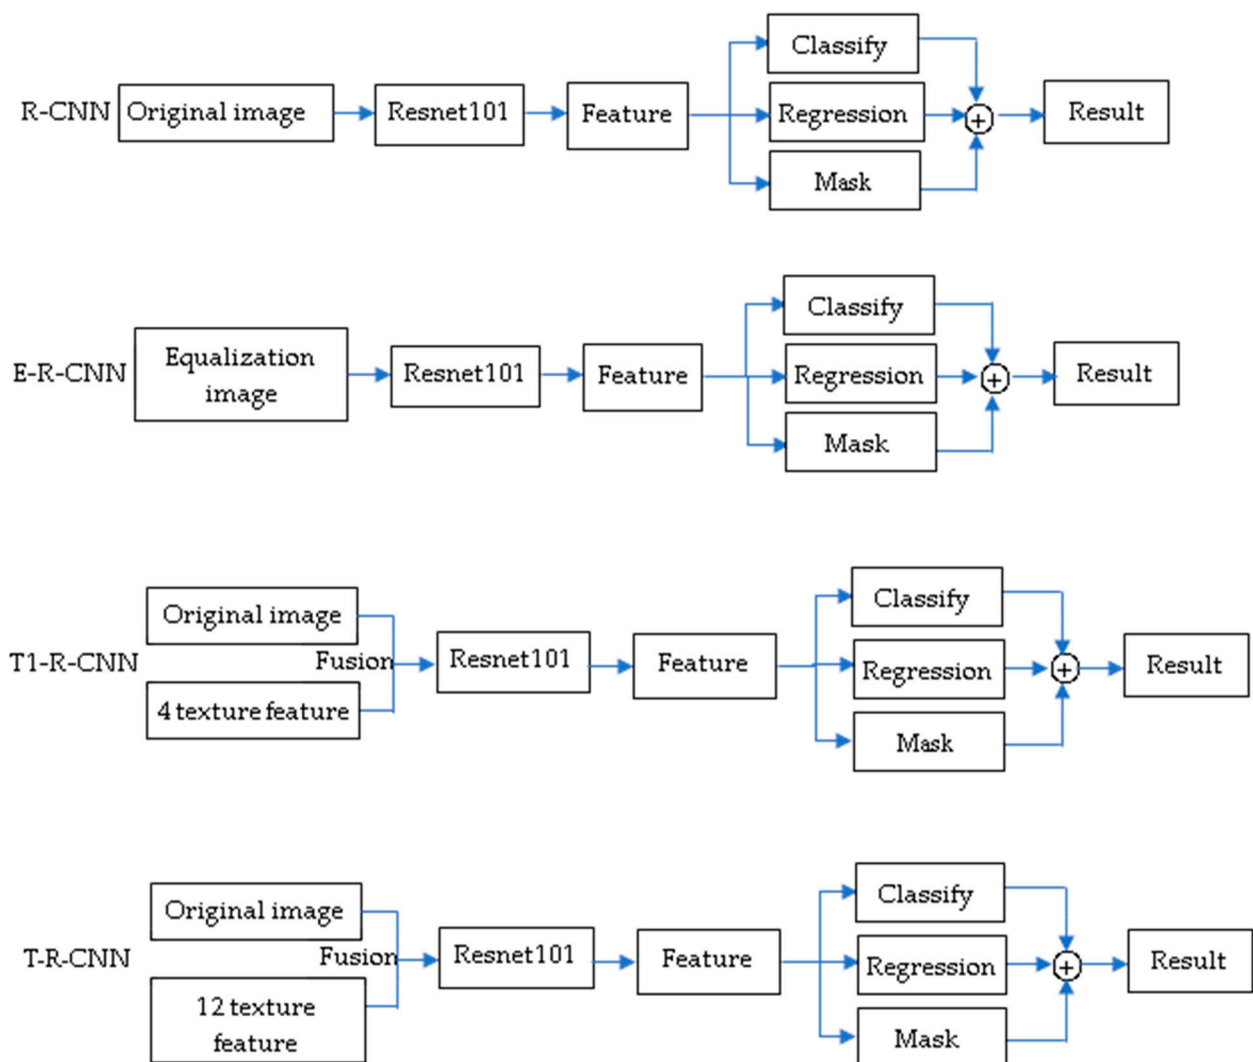 Classify
R-CNN Original image Resnet101 Feature Regression + Result
Mask
Classify
E-R-CNN Equalization image Resnet101 Feature Regression + Result
Mask
Original image Classify
T1-R-CNN Fusion Resnet101 Feature Regression + Result
4 texture feature Mask
Original image Classify
T-R-CNN Fusion Resnet101 Feature Regression + Result
12 texture feature Mask